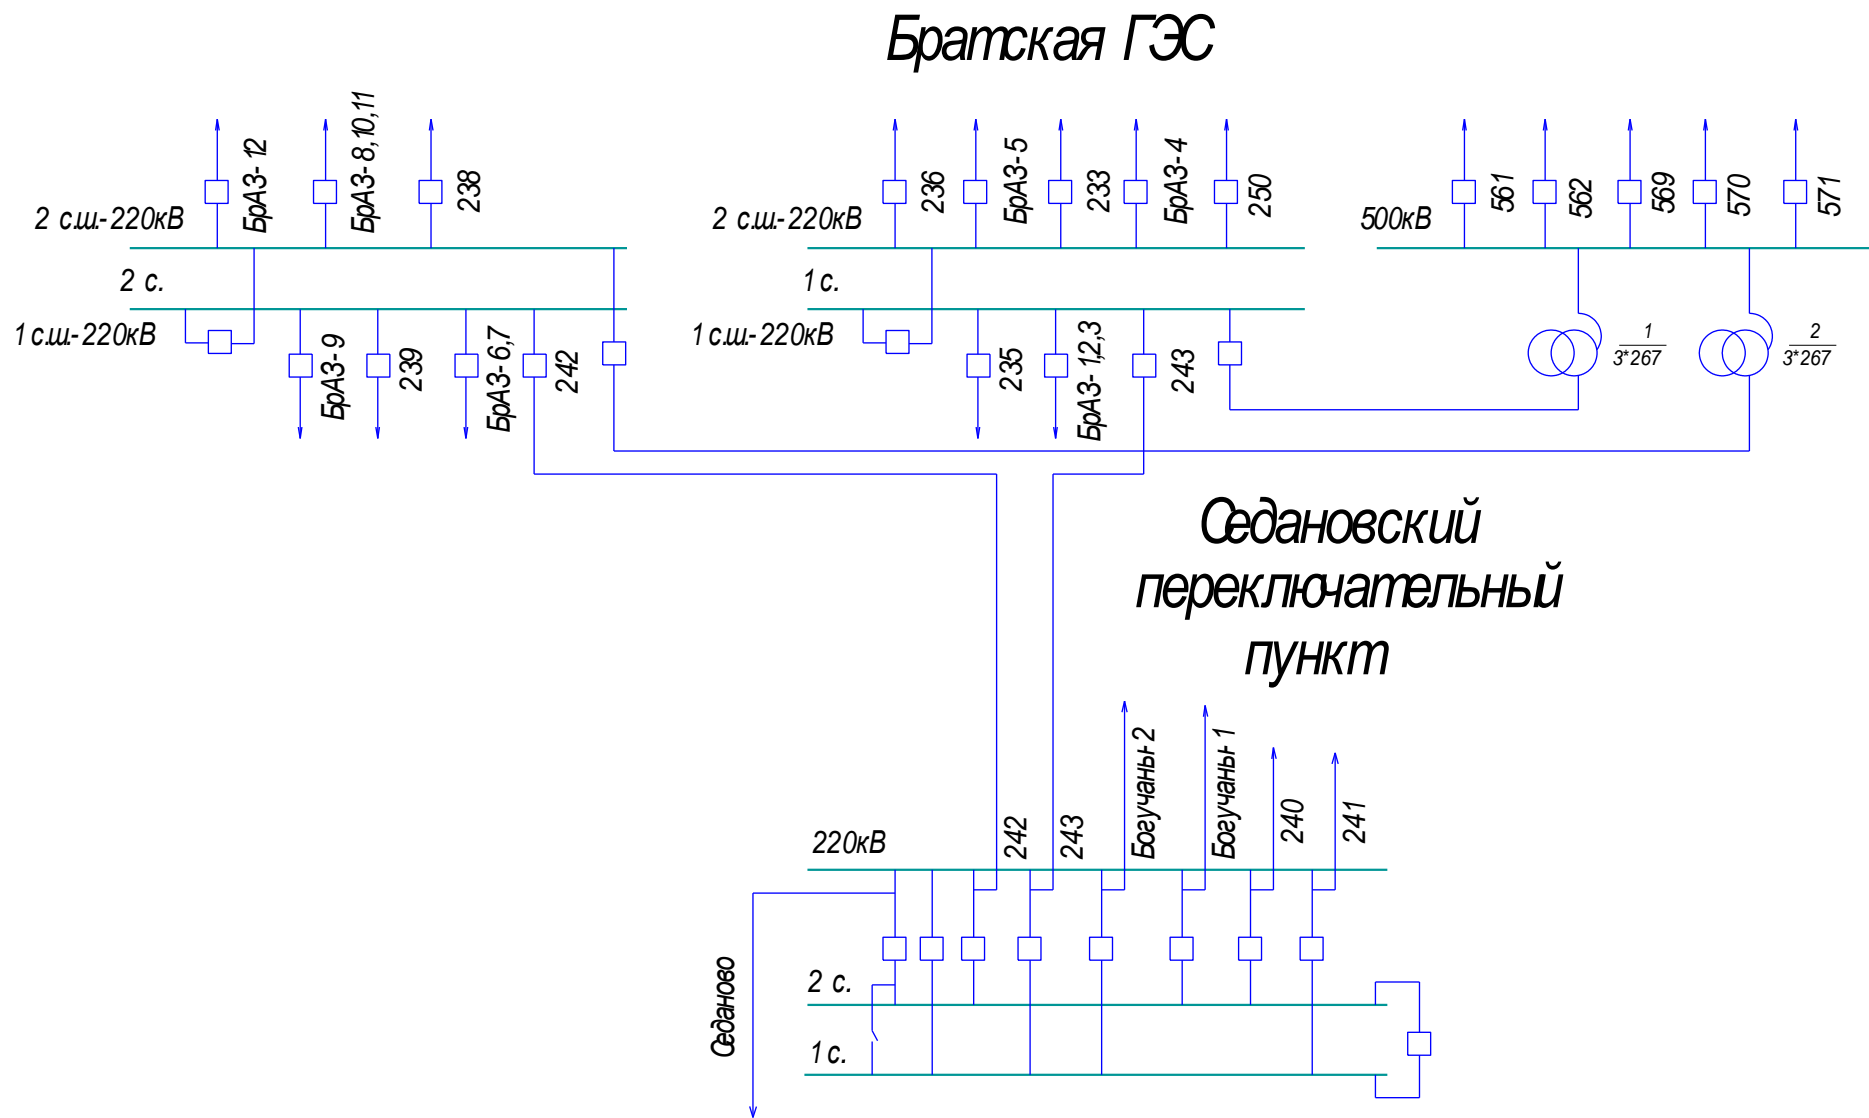 Братская ГЭС
БрАЗ-12
БрАЗ-8,10,11
238
2 с.ш.-220кВ
2 с.
1 с.ш.-220кВ
БрАЗ-9
239
БрАЗ-6,7
242
236
БрАЗ-5
233
БрАЗ-4
250
2 с.ш.-220кВ
1 с.
1 с.ш.-220кВ
235
БрАЗ-1,2,3
243
500кВ
561
562
569
570
571
1
3*267
2
3*267
Седановский
переключательный
пункт
220кВ
242
243
Богучаны-2
Богучаны-1
240
241
Седаново
2 с.
1 с.